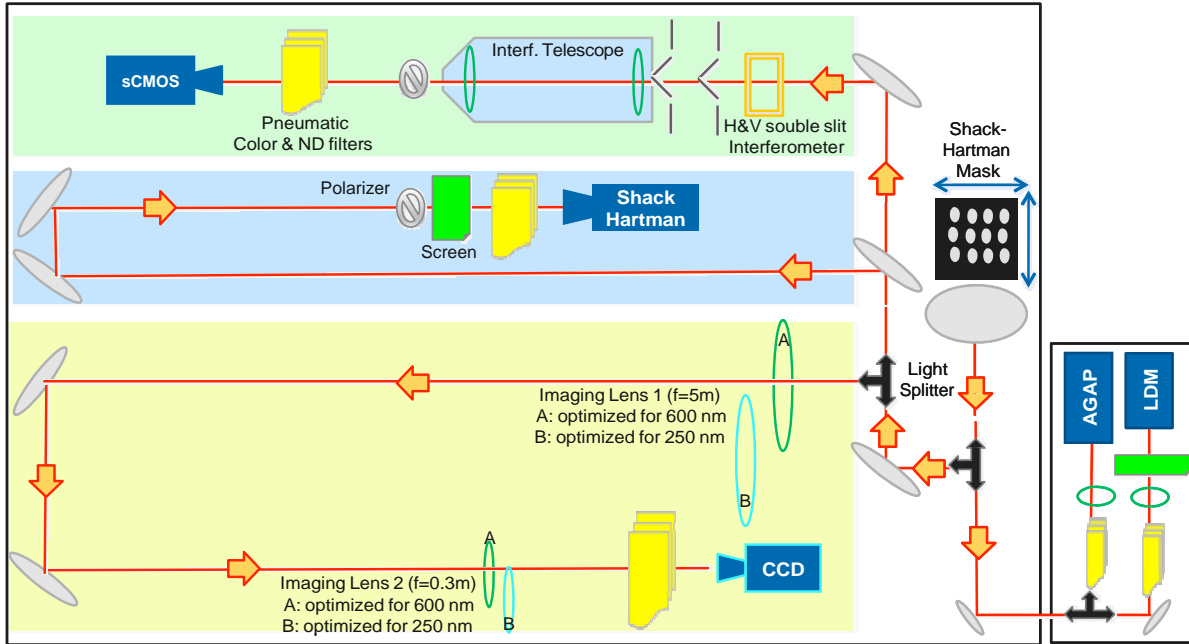 Interf. Telescope
sCMOS
Pneumatic
Color & ND filters
H&V souble slit
Interferometer
Shack-
Hartman
Mask
Polarizer
Shack
Hartman
Screen
A
Light
Splitter
Imaging Lens 1 (f=5m)
A: optimized for 600 nm
B: optimized for 250 nm
B
AGAP
LDM
A
Imaging Lens 2 (f=0.3m)
A: optimized for 600 nm
B: optimized for 250 nm
B
CCD